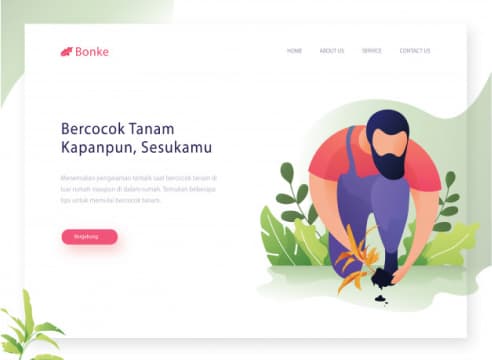 Bonke
HOME ABOUT US SERVICE CONTACT US
Bercocok Tanam
Kapanpun, Sesukamu
Menemukan pengalaman terbaik saat bercocok tanam di
luar rumah maupun di dalam rumah. Temukan beberapa
tips untuk memulai bercocok tanam.
Bergabung